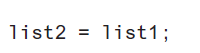 list2 = list1;